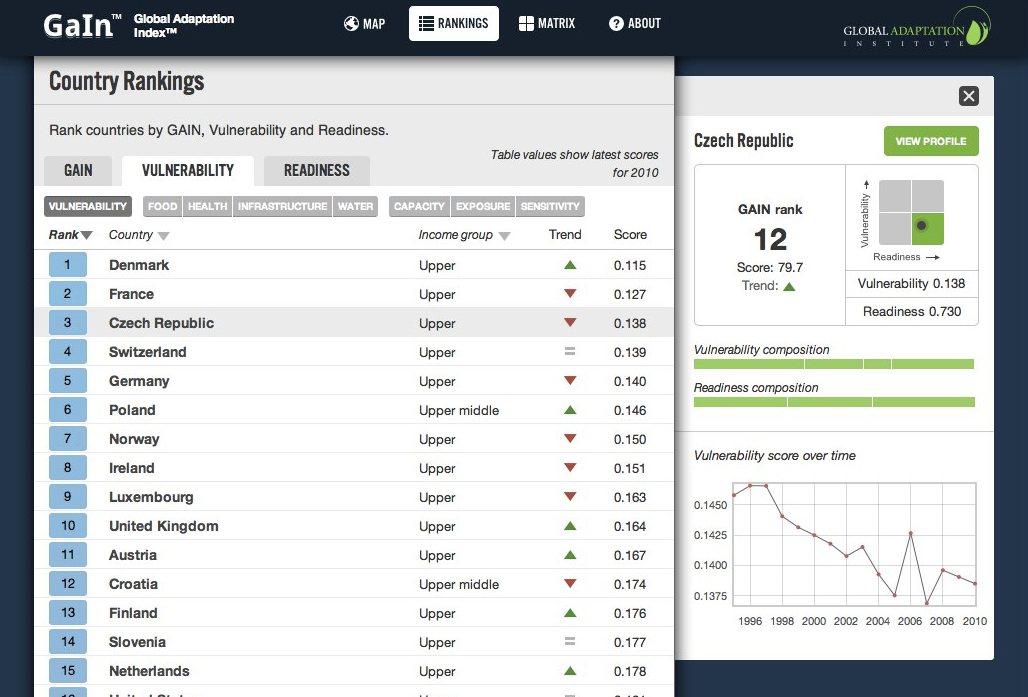 GaIn™ Global Adaptation
Index™
MAP RANKINGS MATRIX ? ABOUT
GLOBAL ADAPTATION
INSTITUTE
Country Rankings
Rank countries by GAIN, Vulnerability and Readiness.
GAIN VULNERABILITY READINESS
Table values show latest scores
for 2010
VULNERABILITY FOOD HEALTH INFRASTRUCTURE WATER CAPACITY EXPOSURE SENSITIVITY
Rank Country Income group Trend Score
1 Denmark Upper 0.115
2 France Upper 0.127
3 Czech Republic Upper 0.138
4 Switzerland Upper = 0.139
5 Germany Upper 0.140
6 Poland Upper middle 0.146
7 Norway Upper 0.150
8 Ireland Upper 0.151
9 Luxembourg Upper 0.163
10 United Kingdom Upper 0.164
11 Austria Upper 0.167
12 Croatia Upper middle 0.174
13 Finland Upper 0.176
14 Slovenia Upper = 0.177
15 Netherlands Upper 0.178
Czech Republic
VIEW PROFILE
GAIN rank
12
Score: 79.7
Trend:
Vulnerability →
Readiness →
Vulnerability 0.138
Readiness 0.730
Vulnerability composition
Readiness composition
Vulnerability score over time
0.1450
0.1425
0.1400
0.1375
1996 1998 2000 2002 2004 2006 2008 2010